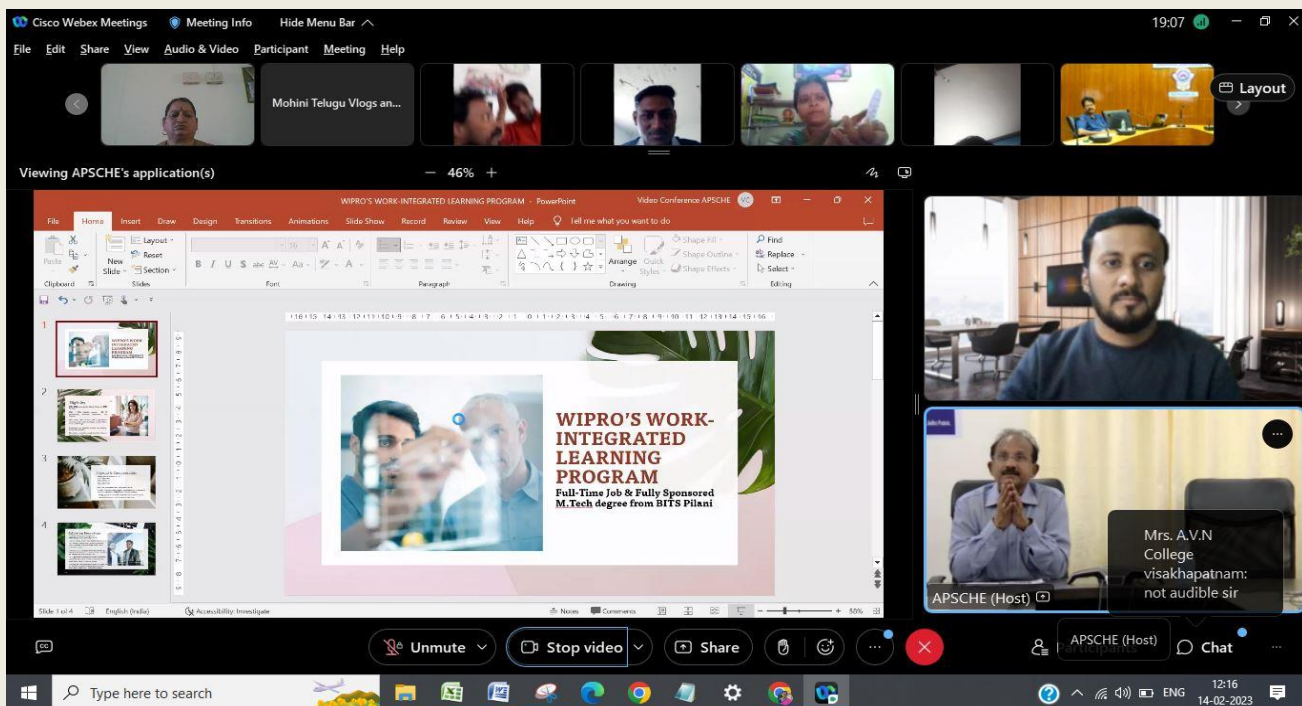 Cisco Webex Meetings Meeting Info Hide Menu Bar 19:07
File Edit Share View Audio & Video Participant Meeting Help
Mohini Telugu Vlogs an...
Layout
Viewing APSCHE's application(s) 46%
WIPRO'S WORK-INTEGRATED LEARNING PROGRAM - PowerPoint Video Conference APSCHE VC
File Home Insert Draw Design Transitions Animations Slide Show Record Review View Help Tell me what you want to do
Paste New Slide Layout Reset Section Arrange Quick Styles Shape Fill Shape Outline Shape Effects Find Replace Select
Clipboard Slides Font Paragraph Drawing Editing
1
2
3
4
WIPRO'S WORK-
INTEGRATED
LEARNING
PROGRAM
Full-Time Job & Fully Sponsored
M.Tech degree from BITS Pilani
Slide 1 of 4 English (India) Accessibility: Investigate Notes Comments
APSCHE (Host)
Mrs. A.V.N
College
visakhapatnam:
not audible sir
Unmute Stop video Share Participants APSCHE (Host) Chat
Type here to search ENG 12:16
14-02-2023